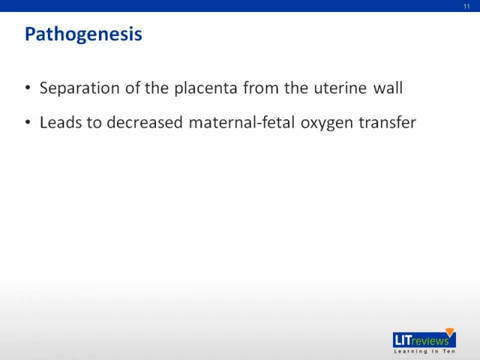 11
Pathogenesis
• Separation of the placenta from the uterine wall
• Leads to decreased maternal-fetal oxygen transfer
LITreviews
Learning In Ten